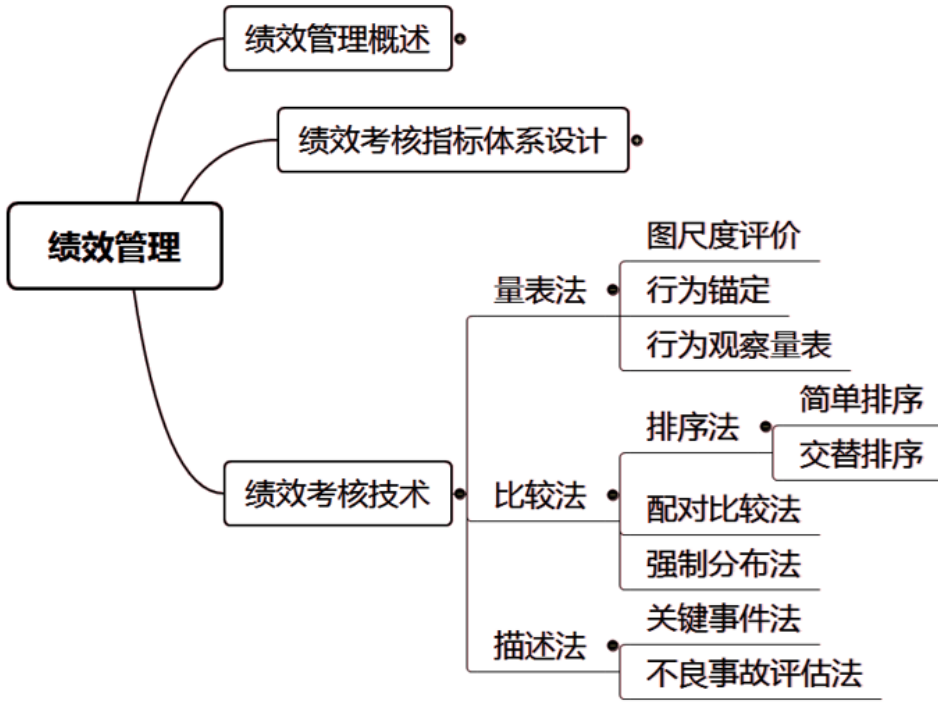 绩效管理概述
绩效考核指标体系设计
绩效管理
图尺度评价
量表法
行为锚定
行为观察量表
简单排序
排序法
交替排序
绩效考核技术
比较法
配对比较法
强制分布法
关键事件法
描述法
不良事故评估法